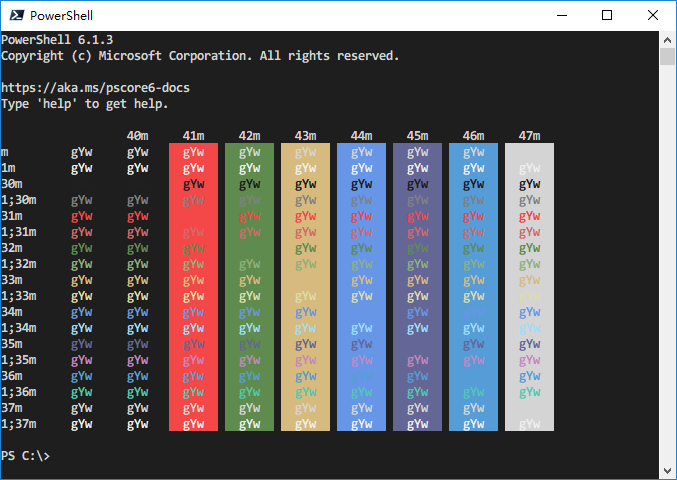 PowerShell
PowerShell 6.1.3
Copyright (c) Microsoft Corporation. All rights reserved.
https://aka.ms/pscore6-docs
Type 'help' to get help.
40m 41m 42m 43m 44m 45m 46m 47m
m gYw gYw gYw gYw gYw gYw gYw gYw
1m gYw gYw gYw gYw gYw gYw gYw gYw gYw
30m gYw gYw gYw gYw gYw gYw gYw
1;30m gYw gYw gYw gYw gYw gYw gYw gYw gYw
31m gYw gYw gYw gYw gYw gYw gYw gYw
1;31m gYw gYw gYw gYw gYw gYw gYw gYw gYw
32m gYw gYw gYw gYw gYw gYw gYw gYw
1;32m gYw gYw gYw gYw gYw gYw gYw gYw gYw
33m gYw gYw gYw gYw gYw gYw gYw gYw
1;33m gYw gYw gYw gYw gYw gYw gYw gYw gYw
34m gYw gYw gYw gYw gYw gYw gYw gYw
1;34m gYw gYw gYw gYw gYw gYw gYw gYw gYw
35m gYw gYw gYw gYw gYw gYw gYw gYw
1;35m gYw gYw gYw gYw gYw gYw gYw gYw gYw
36m gYw gYw gYw gYw gYw gYw gYw gYw
1;36m gYw gYw gYw gYw gYw gYw gYw gYw gYw
37m gYw gYw gYw gYw gYw gYw gYw gYw
1;37m gYw gYw gYw gYw gYw gYw gYw gYw gYw
PS C:\>